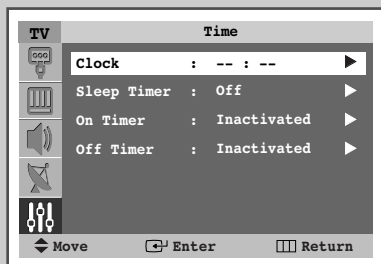 TV Time
Clock : -- : --
Sleep Timer : Off
On Timer : Inactivated
Off Timer : Inactivated
Move Enter Return